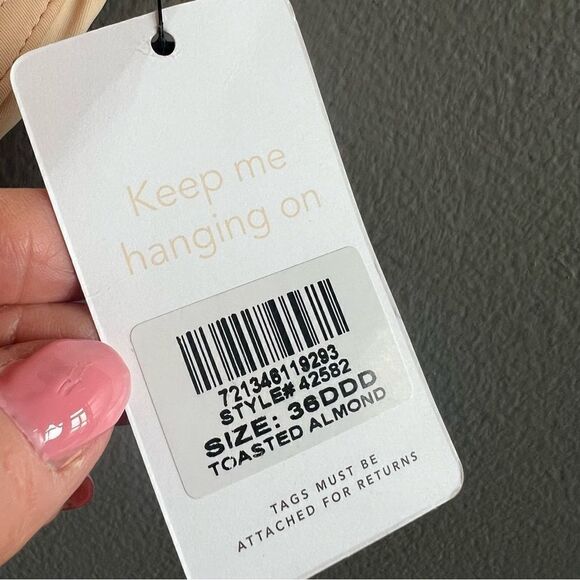 Keep me
hanging on
721346119293
STYLE# 42582
SIZE: 36DDD
TOASTED ALMOND
TAGS MUST BE
ATTACHED FOR RETURNS